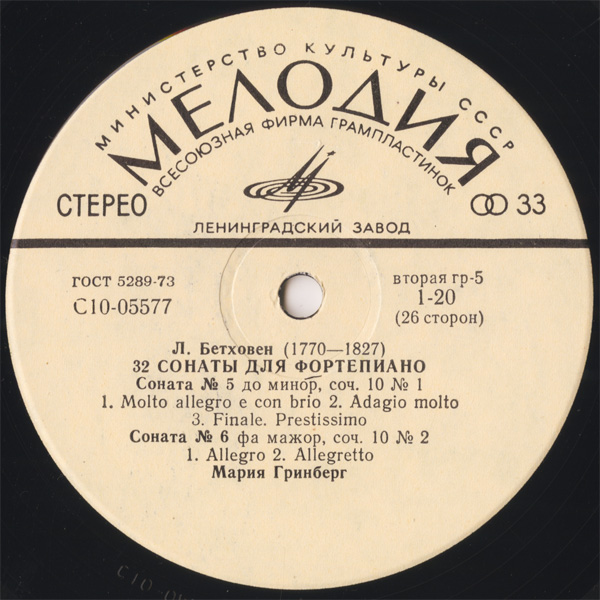 МИНИСТЕРСТВО КУЛЬТУРЫ СССР
МЕЛОДИЯ
ВСЕСОЮЗНАЯ ФИРМА ГРАМПЛАСТИНОК
СТЕРЕО
33
ЛЕНИНГРАДСКИЙ ЗАВОД
ГОСТ 5289-73
С10-05577
вторая гр-5
1-20
(26 сторон)
Л. Бетховен (1770—1827)
32 СОНАТЫ ДЛЯ ФОРТЕПИАНО
Соната № 5 до минор, соч. 10 № 1
1. Molto allegro e con brio 2. Adagio molto
3. Finale. Prestissimo
Соната № 6 фа мажор, соч. 10 № 2
1. Allegro 2. Allegretto
Мария Гринберг